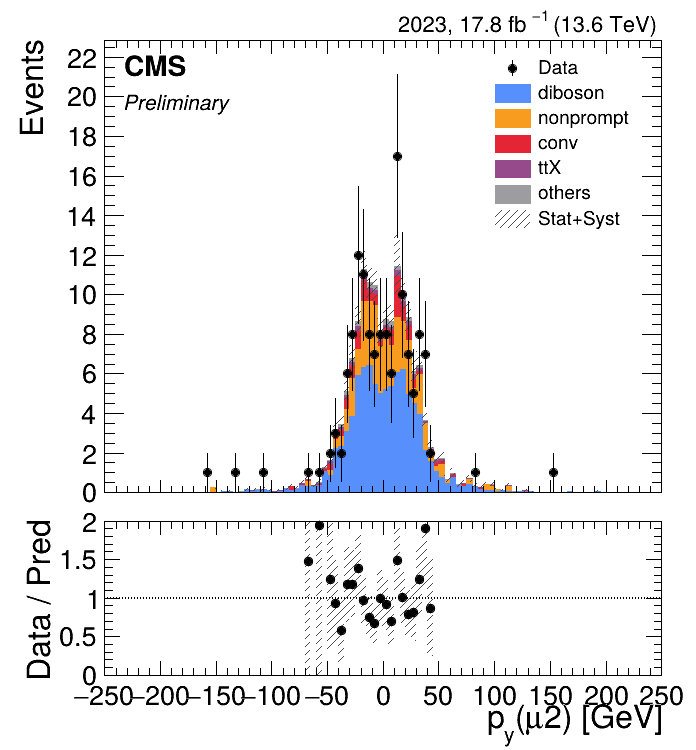 2023, 17.8 fb⁻¹ (13.6 TeV)
Events
CMS
Preliminary
Data
diboson
nonprompt
conv
ttX
others
Stat+Syst
22
20
18
16
14
12
10
8
6
4
2
0
Data / Pred
2
1.5
1
0.5
0
−250 −200 −150 −100 −50 0 50 100 150 200 250
p_y(μ2) [GeV]